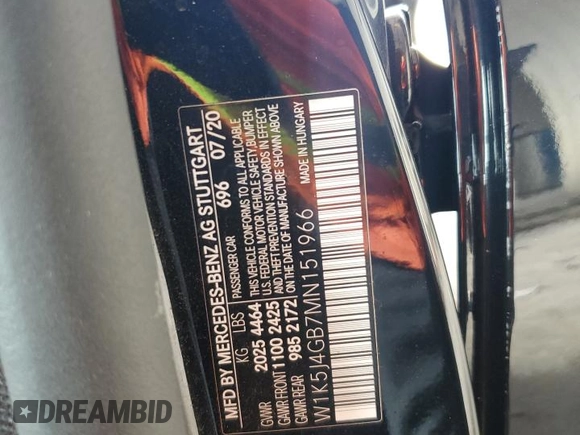 MFD BY MERCEDES-BENZ AG STUTTGART
696 07/20
PASSENGER CAR
THIS VEHICLE CONFORMS TO ALL APPLICABLE
U.S. FEDERAL MOTOR VEHICLE SAFETY,BUMPER
AND THEFT PREVENTION STANDARDS IN EFFECT
ON THE DATE OF MANUFACTURE SHOWN ABOVE
KG LBS
GVWR 2025 4464
GAWR FRONT 1100 2425
GAWR REAR 985 2172
MADE IN HUNGARY
W1K5J4GB7MN151966
DREAMBID